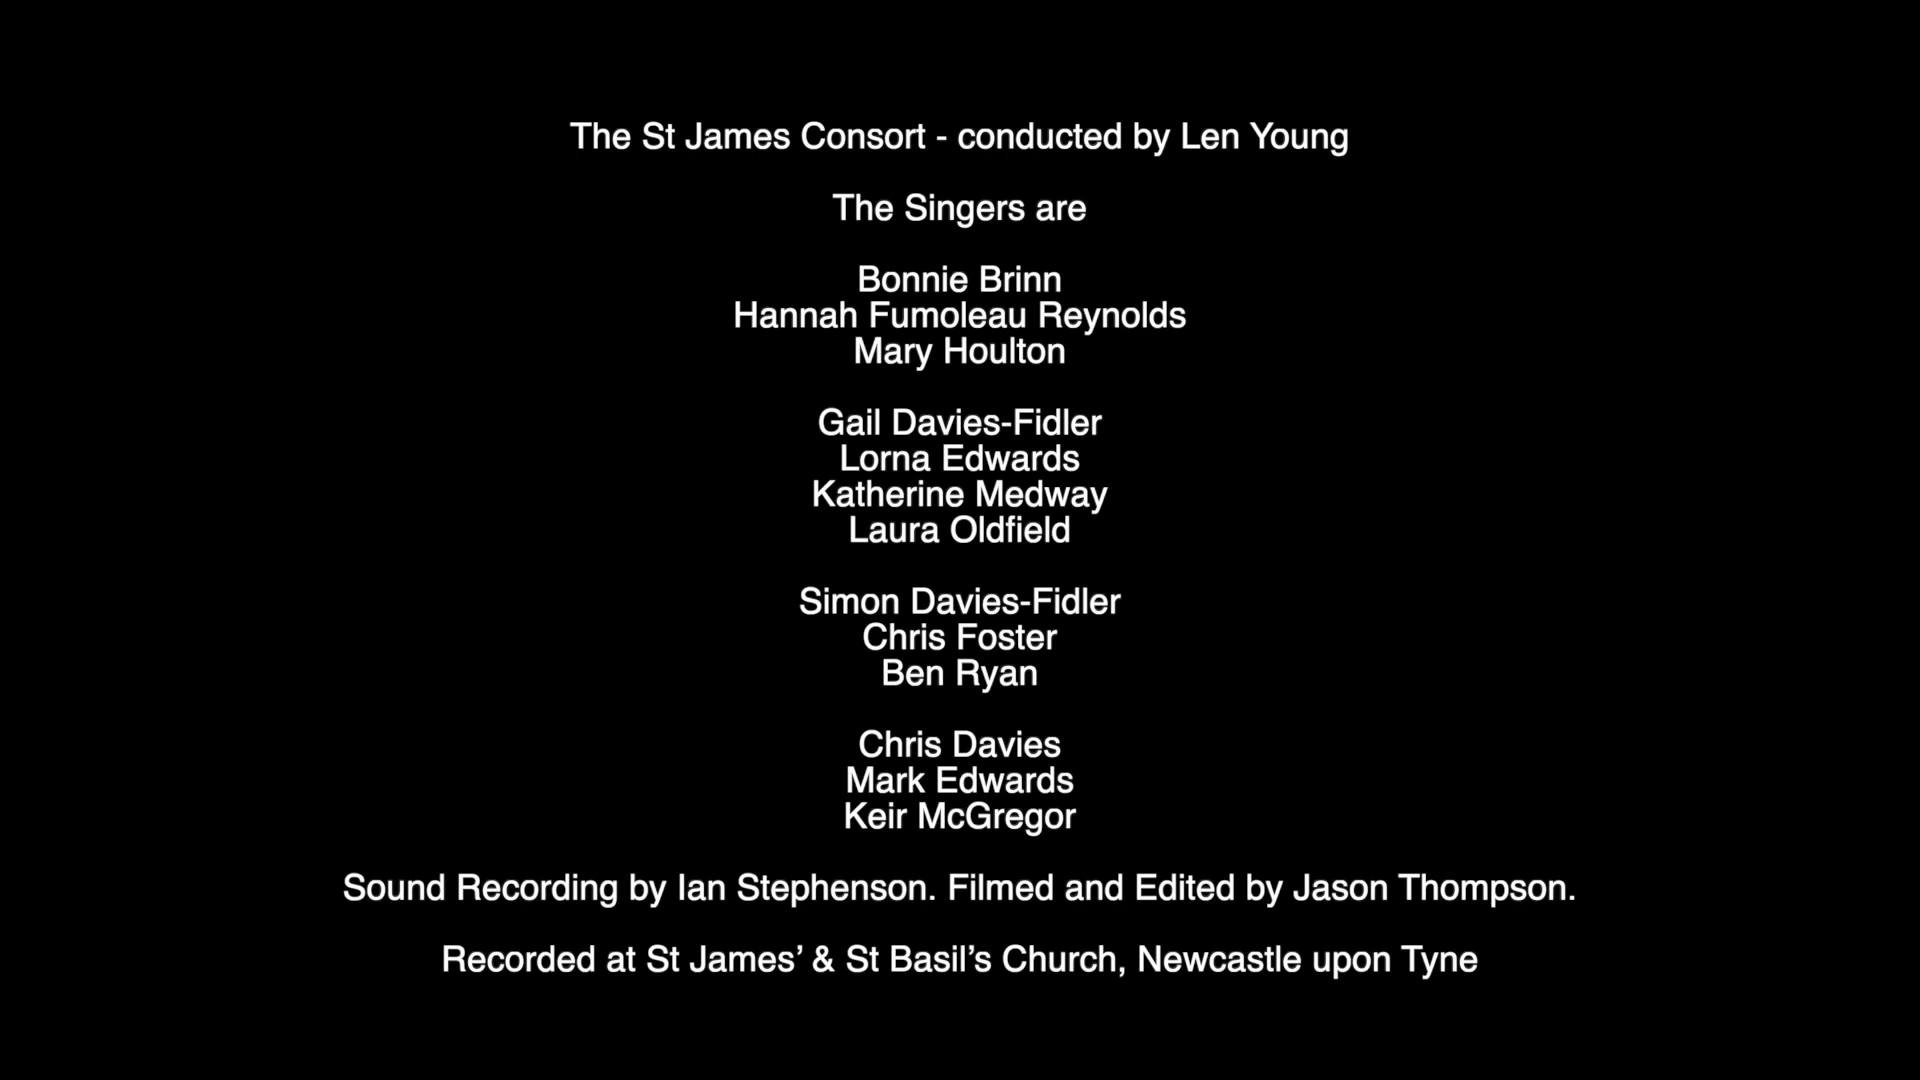 The St James Consort - conducted by Len Young
The Singers are
Bonnie Brinn
Hannah Fumoleau Reynolds
Mary Houlton
Gail Davies-Fidler
Lorna Edwards
Katherine Medway
Laura Oldfield
Simon Davies-Fidler
Chris Foster
Ben Ryan
Chris Davies
Mark Edwards
Keir McGregor
Sound Recording by Ian Stephenson. Filmed and Edited by Jason Thompson.
Recorded at St James’ & St Basil’s Church, Newcastle upon Tyne